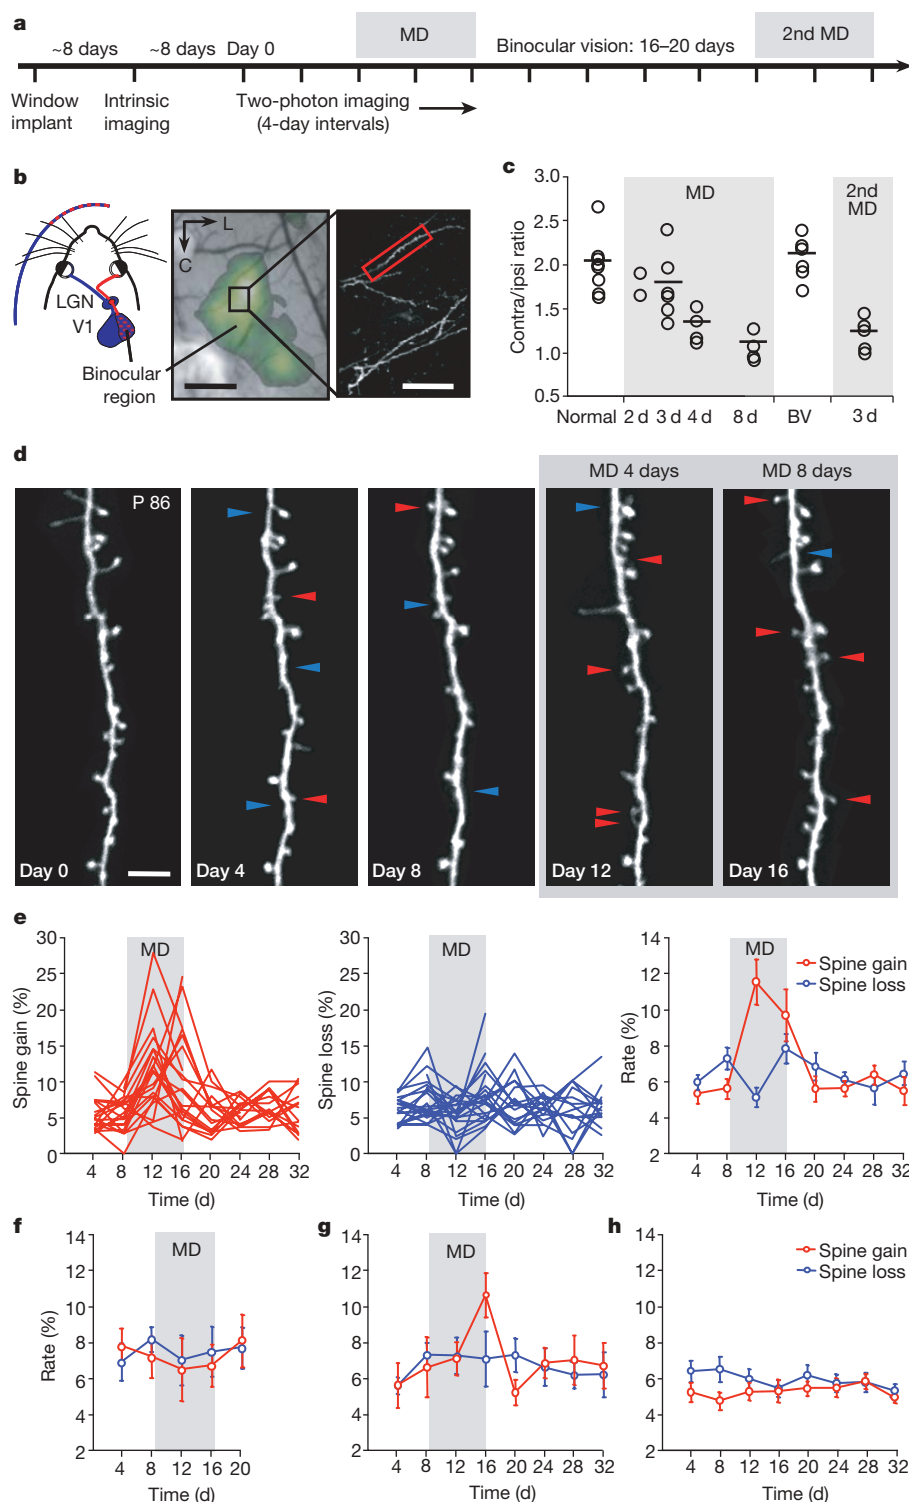 a
MD
2nd MD
~8 days
~8 days
Day 0
Binocular vision: 16–20 days
Window
implant
Intrinsic
imaging
Two-photon imaging
(4-day intervals)
b
LGN
V1
Binocular
region
L
C
c
Contra/ipsi ratio
3.0
2.5
2.0
1.5
1.0
0.5
MD
2nd
MD
Normal
2 d
3 d
4 d
8 d
BV
3 d
d
MD 4 days
MD 8 days
P 86
Day 0
Day 4
Day 8
Day 12
Day 16
e
Spine gain (%)
30
25
20
15
10
5
0
MD
4 8 12 16 20 24 28 32
Time (d)
Spine loss (%)
30
25
20
15
10
5
0
MD
4 8 12 16 20 24 28 32
Time (d)
Rate (%)
14
12
10
8
6
4
2
MD
Spine gain
Spine loss
4 8 12 16 20 24 28 32
Time (d)
f
Rate (%)
14
12
10
8
6
4
2
MD
4 8 12 16 20
Time (d)
g
14
12
10
8
6
4
2
MD
4 8 12 16 20 24 28 32
Time (d)
h
14
12
10
8
6
4
2
Spine gain
Spine loss
4 8 12 16 20 24 28 32
Time (d)